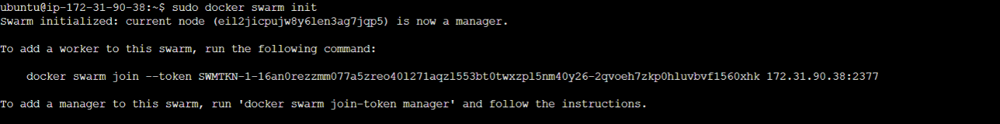 ubuntu@ip-172-31-90-38:~$ sudo docker swarm init
Swarm initialized: current node (eil2jicpujw8y6len3ag7jqp5) is now a manager.
To add a worker to this swarm, run the following command:
docker swarm join --token SWMTKN-1-16an0rezzmm077a5zreo40l271aqzl553bt0twxzpl5nm40y26-2qvoeh7zkp0hluvbvf1560xhk 172.31.90.38:2377
To add a manager to this swarm, run 'docker swarm join-token manager' and follow the instructions.